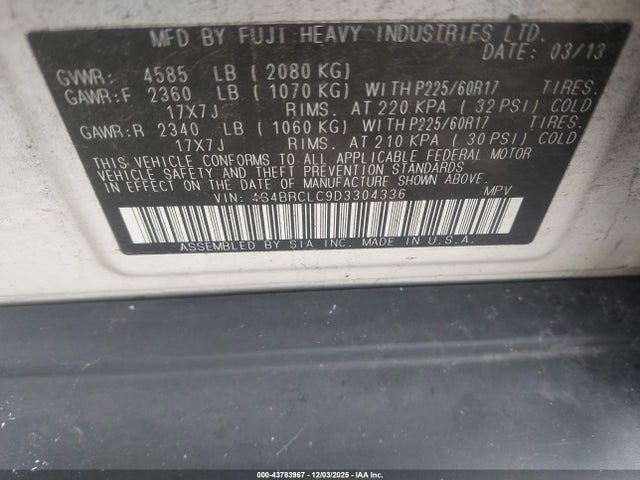 MFD BY FUJI HEAVY INDUSTRIES LTD.
DATE: 03/13
GVWR: 4585 LB (2080 KG)
GAWR:F 2360 LB (1070 KG) WITH P225/60R17 TIRES.
17X7J RIMS. AT 220 KPA (32 PSI) COLD
GAWR:R 2340 LB (1060 KG) WITH P225/60R17 TIRES.
17X7J RIMS. AT 210 KPA (30 PSI) COLD
THIS VEHICLE CONFORMS TO ALL APPLICABLE FEDERAL MOTOR
VEHICLE SAFETY AND THEFT PREVENTION STANDARDS
IN EFFECT ON THE DATE OF MANUFACTURE SHOWN ABOVE.
VIN: 4S4BRCLC9D3304336 MPV
ASSEMBLED BY SIA INC. MADE IN U.S.A.
000-43783967 - 12/03/2025 - IAA Inc.